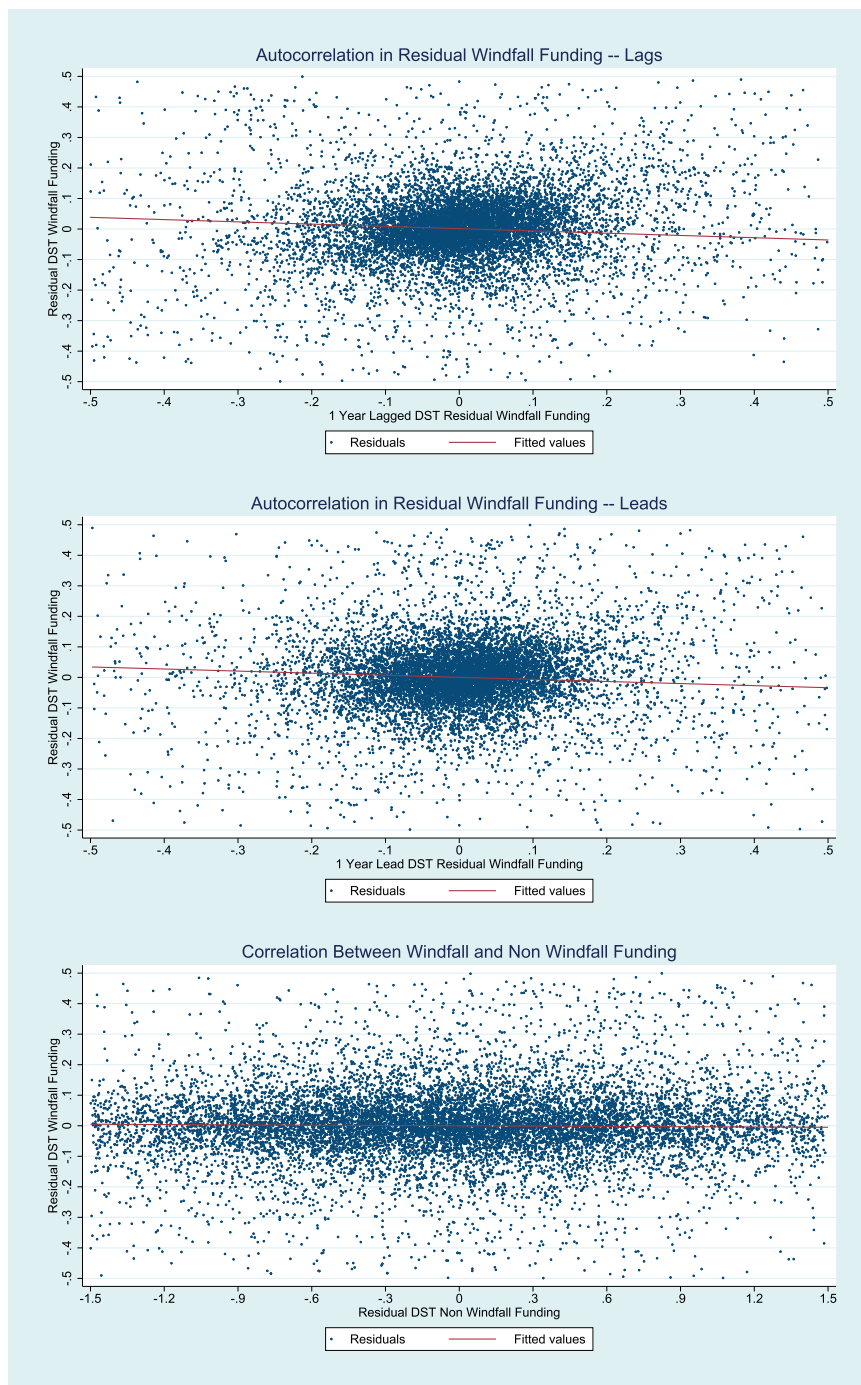 Autocorrelation in Residual Windfall Funding -- Lags
Residual DST Windfall Funding
.5
.4
.3
.2
.1
0
-.1
-.2
-.3
-.4
-.5
-.5 -.4 -.3 -.2 -.1 0 .1 .2 .3 .4 .5
1 Year Lagged DST Residual Windfall Funding
Residuals Fitted values
Autocorrelation in Residual Windfall Funding -- Leads
Residual DST Windfall Funding
.5
.4
.3
.2
.1
0
-.1
-.2
-.3
-.4
-.5
-.5 -.4 -.3 -.2 -.1 0 .1 .2 .3 .4 .5
1 Year Lead DST Residual Windfall Funding
Residuals Fitted values
Correlation Between Windfall and Non Windfall Funding
Residual DST Windfall Funding
.5
.4
.3
.2
.1
0
-.1
-.2
-.3
-.4
-.5
-1.5 -1.2 -.9 -.6 -.3 0 .3 .6 .9 1.2 1.5
Residual DST Non Windfall Funding
Residuals Fitted values